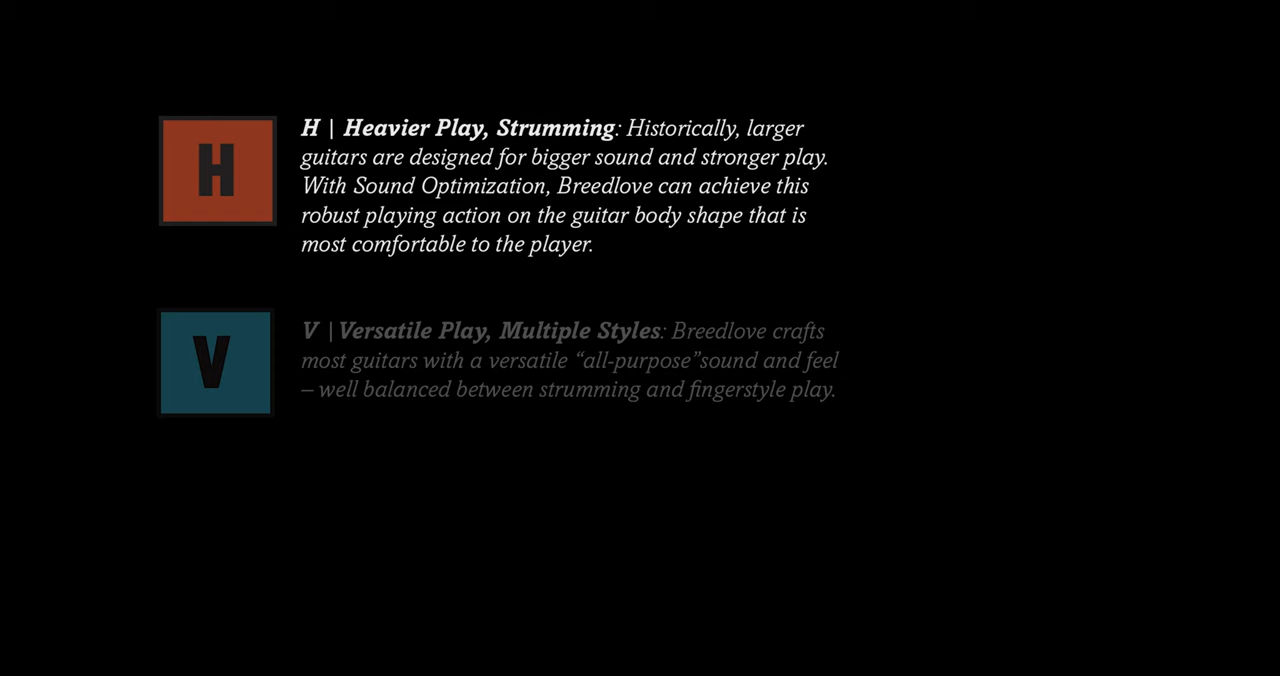 H
H | Heavier Play, Strumming: Historically, larger
guitars are designed for bigger sound and stronger play.
With Sound Optimization, Breedlove can achieve this
robust playing action on the guitar body shape that is
most comfortable to the player.
V
V | Versatile Play, Multiple Styles: Breedlove crafts
most guitars with a versatile “all-purpose”sound and feel
– well balanced between strumming and fingerstyle play.